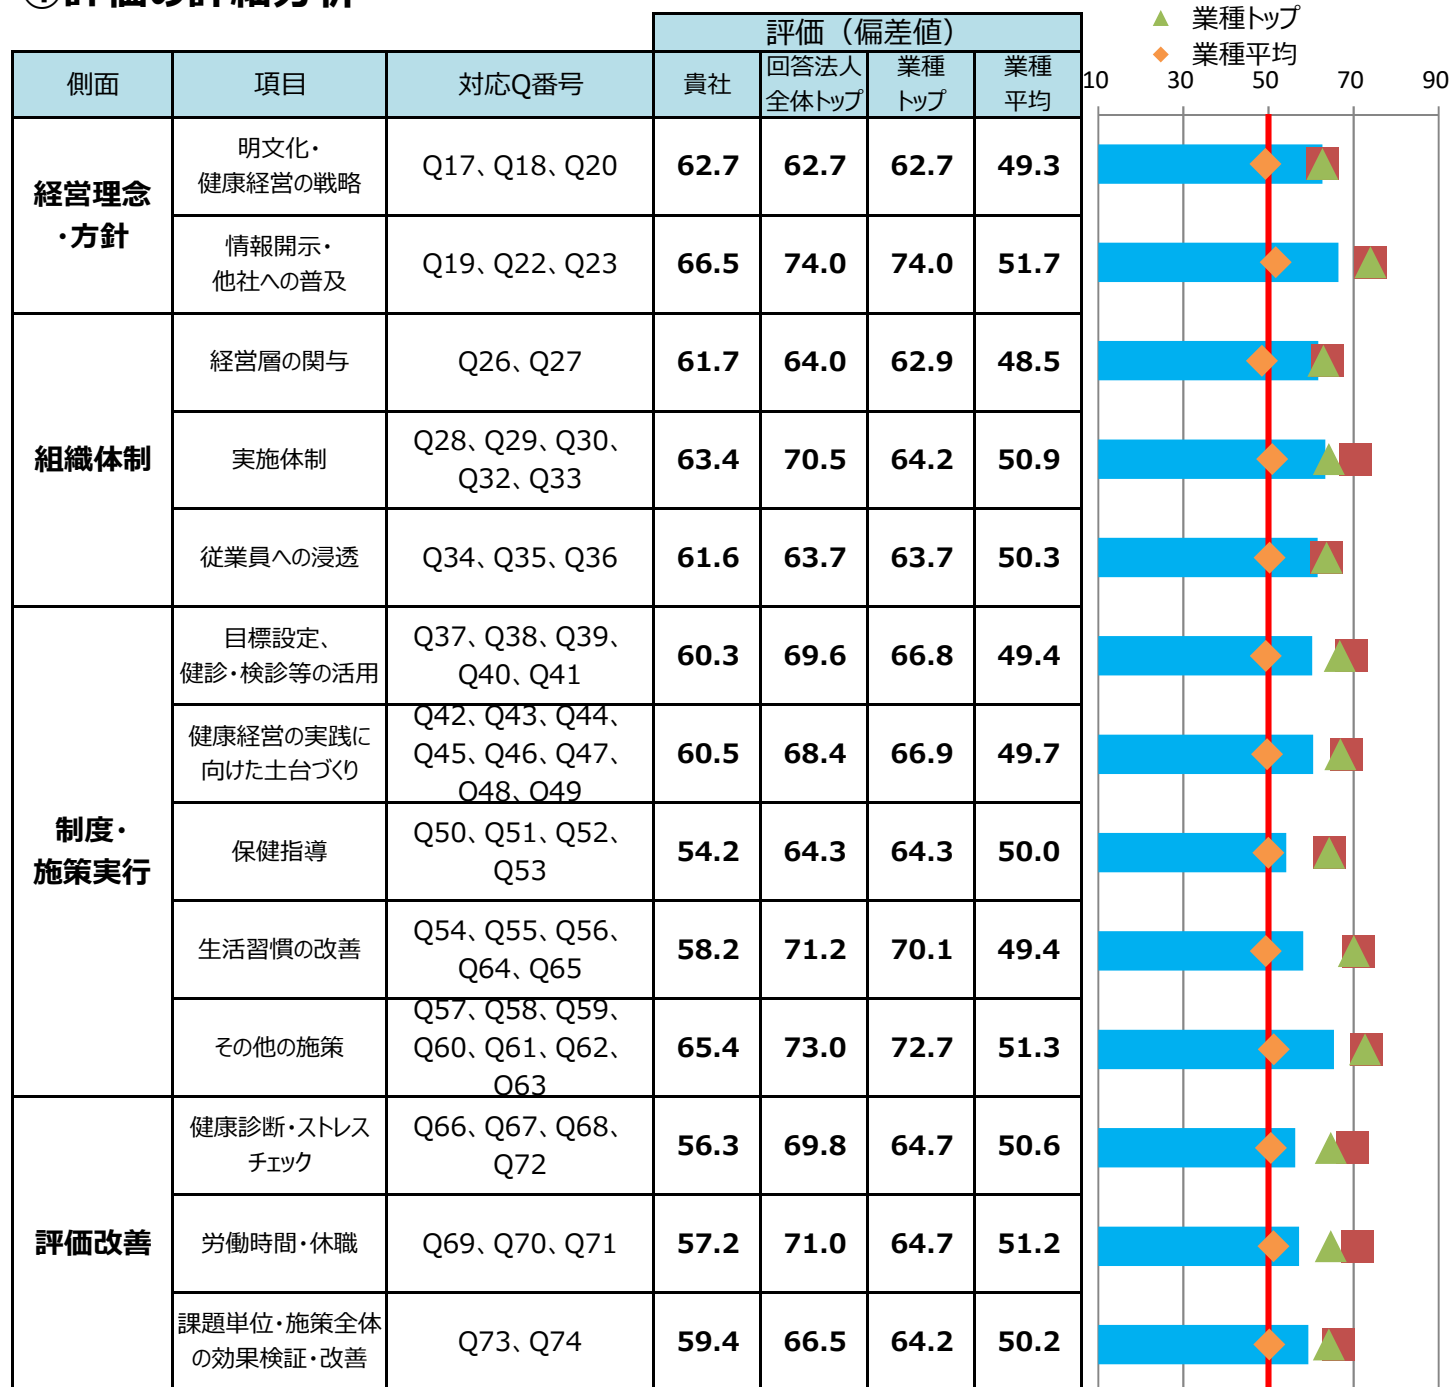 ①評価の詳細分析
業種トップ
業種平均
評価（偏差値）
側面 項目 対応Q番号 貴社 回答法人 業種 業種
全体トップ トップ 平均
10 30 50 70 90
経営理念
・方針
明文化・
健康経営の戦略
Q17、Q18、Q20
62.7 62.7 62.7 49.3
情報開示・
他社への普及
Q19、Q22、Q23
66.5 74.0 74.0 51.7
組織体制
経営層の関与
Q26、Q27
61.7 64.0 62.9 48.5
実施体制
Q28、Q29、Q30、
Q32、Q33
63.4 70.5 64.2 50.9
従業員への浸透
Q34、Q35、Q36
61.6 63.7 63.7 50.3
制度・
施策実行
目標設定、
健診・検診等の活用
Q37、Q38、Q39、
Q40、Q41
60.3 69.6 66.8 49.4
健康経営の実践に
向けた土台づくり
Q42、Q43、Q44、
Q45、Q46、Q47、
Q48、Q49
60.5 68.4 66.9 49.7
保健指導
Q50、Q51、Q52、
Q53
54.2 64.3 64.3 50.0
生活習慣の改善
Q54、Q55、Q56、
Q64、Q65
58.2 71.2 70.1 49.4
その他の施策
Q57、Q58、Q59、
Q60、Q61、Q62、
Q63
65.4 73.0 72.7 51.3
評価改善
健康診断・ストレス
チェック
Q66、Q67、Q68、
Q72
56.3 69.8 64.7 50.6
労働時間・休職
Q69、Q70、Q71
57.2 71.0 64.7 51.2
課題単位・施策全体
の効果検証・改善
Q73、Q74
59.4 66.5 64.2 50.2